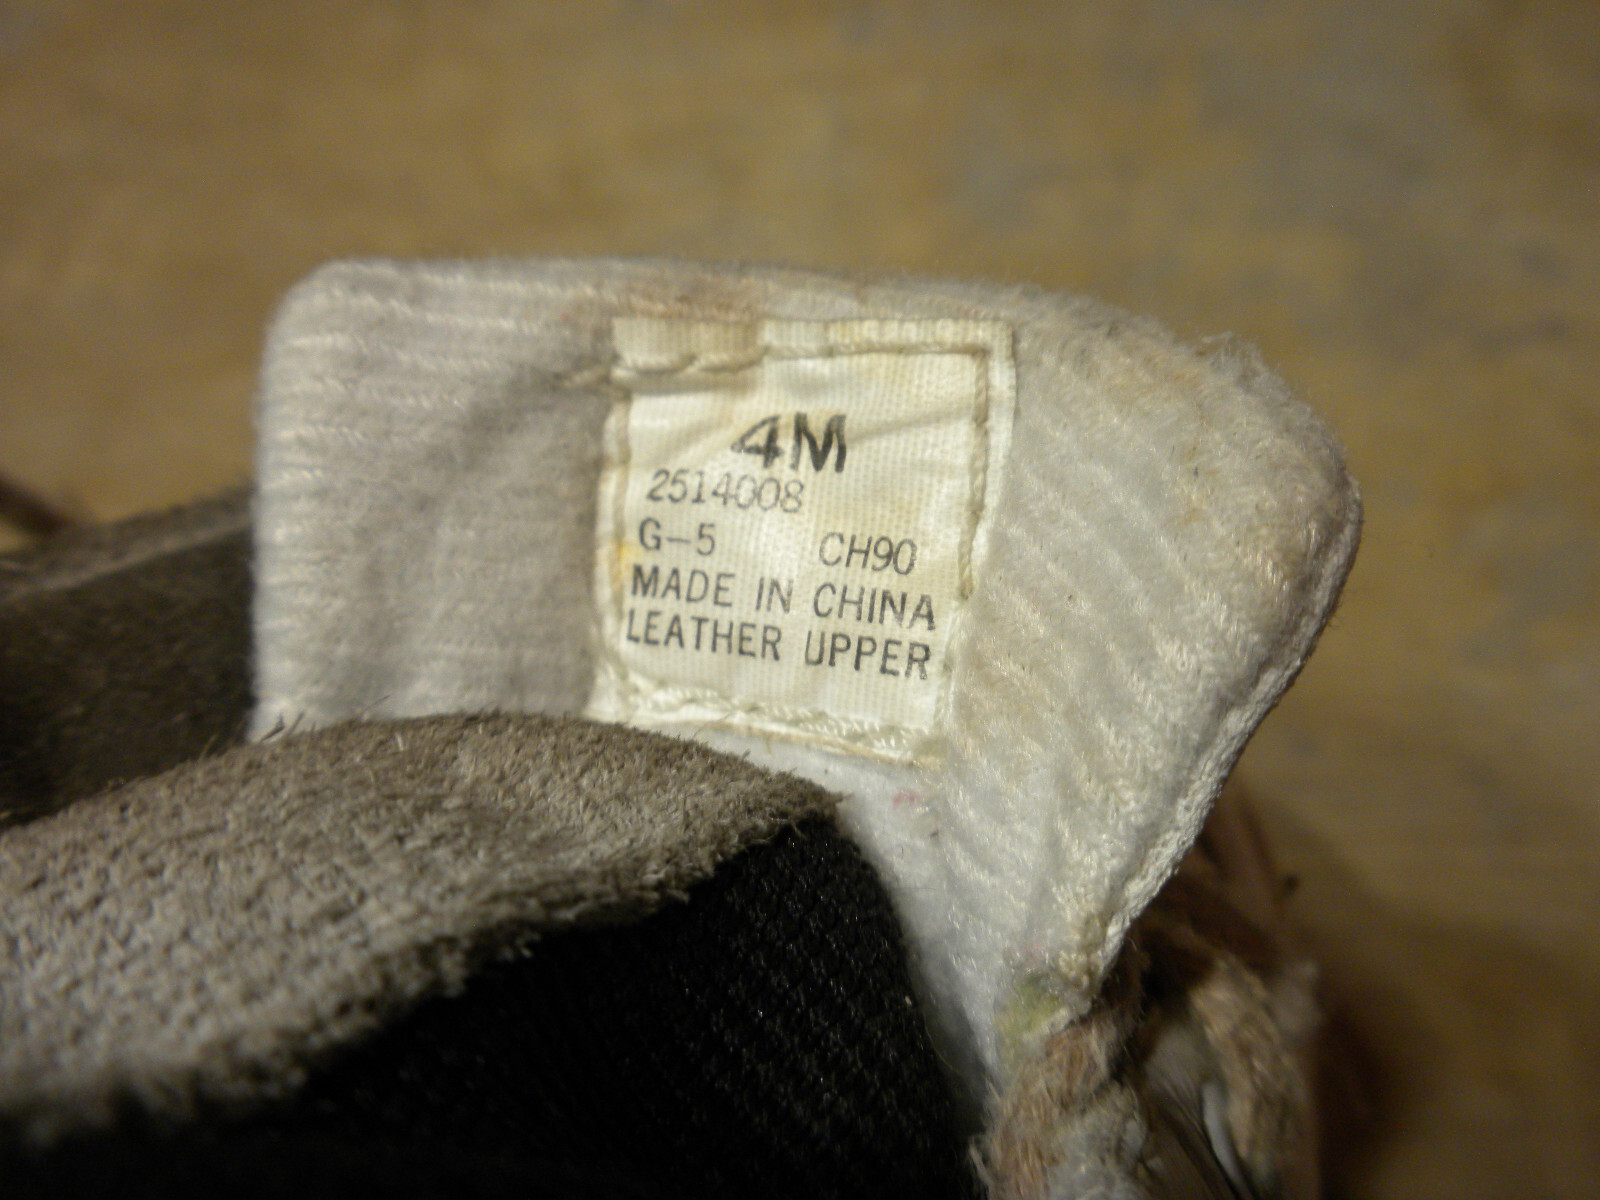 4M
2514008
G-5 CH90
MADE IN CHINA
LEATHER UPPER